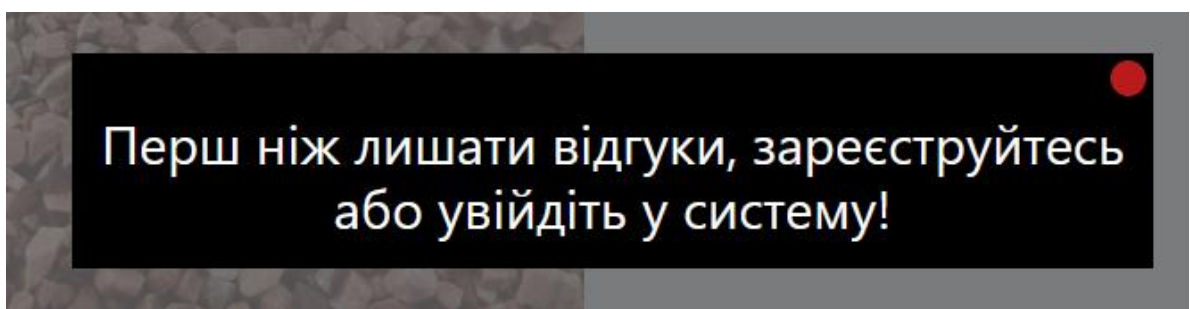 Перш ніж лишати відгуки, зареєструйтесь
або увійдіть у систему!